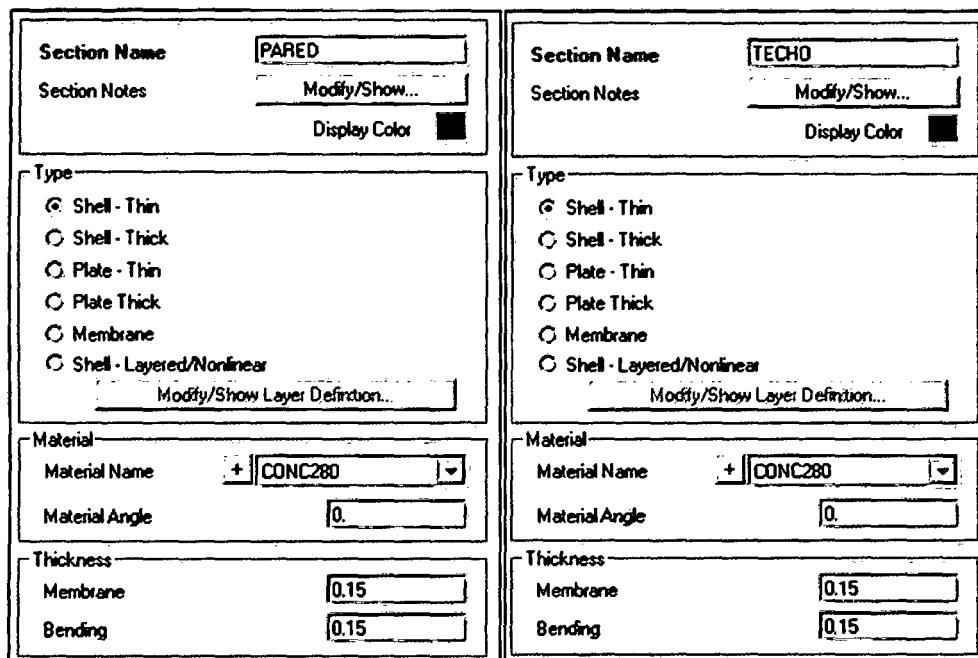 Section Name PARED
Section Notes Modify/Show...
Display Color
Type
Shell - Thin
Shell - Thick
Plate - Thin
Plate Thick
Membrane
Shell - Layered/Nonlinear
Modify/Show Layer Definition...
Material
Material Name + CONC280
Material Angle 0.
Thickness
Membrane 0.15
Bending 0.15
Section Name TECHO
Section Notes Modify/Show...
Display Color
Type
Shell - Thin
Shell - Thick
Plate - Thin
Plate Thick
Membrane
Shell - Layered/Nonlinear
Modify/Show Layer Definition...
Material
Material Name + CONC280
Material Angle 0.
Thickness
Membrane 0.15
Bending 0.15